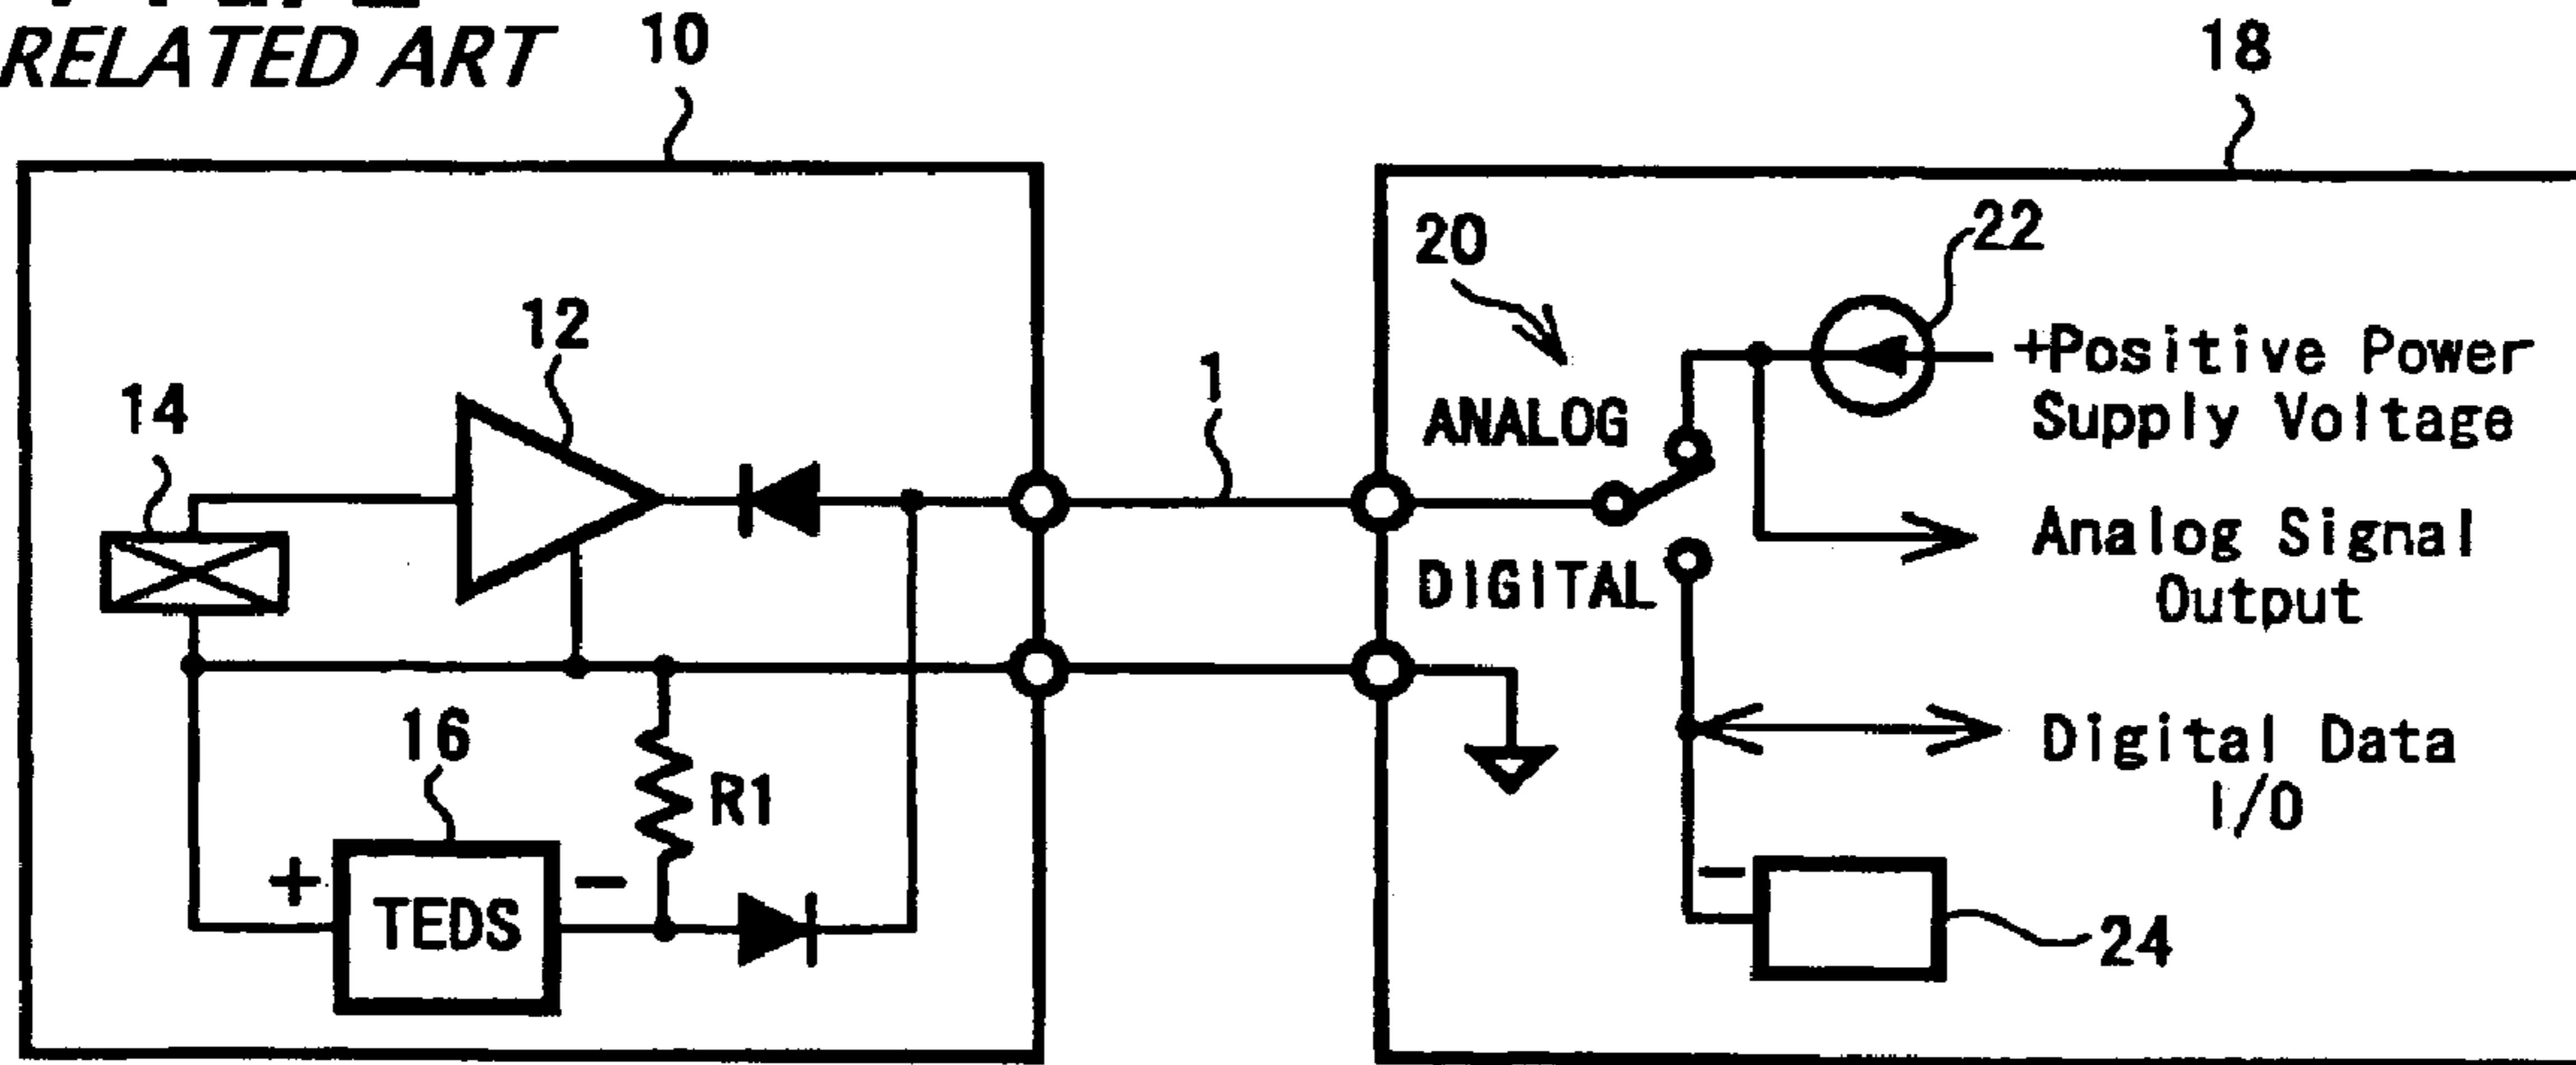 RELATED ART
10
18
20
22
12
+Positive Power
Supply Voltage
1
14
ANALOG
Analog Signal
Output
DIGITAL
16
R1
Digital Data
I/O
+
−
TEDS
−
24